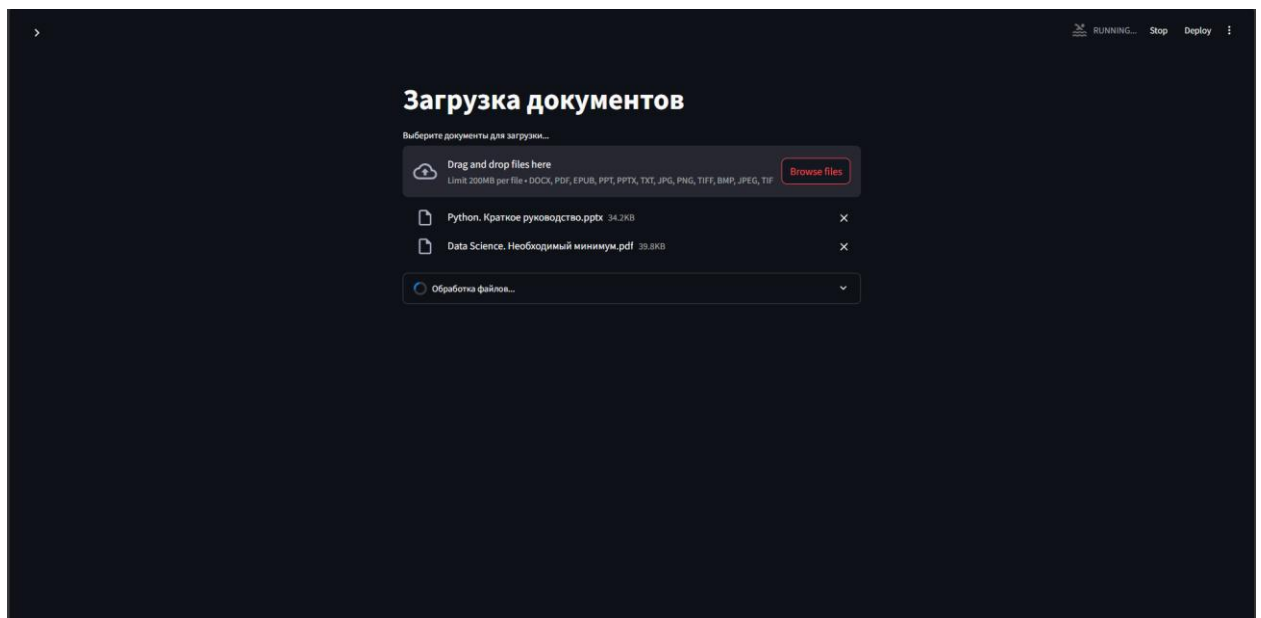 RUNNING... Stop Deploy
Загрузка документов
Выберите документы для загрузки...
Drag and drop files here
Limit 200MB per file • DOCX, PDF, EPUB, PPT, PPTX, TXT, JPG, PNG, TIFF, BMP, JPEG, TIF
Browse files
Python. Краткое руководство.pptx 34.2KB
Data Science. Необходимый минимум.pdf 39.8KB
Обработка файлов...